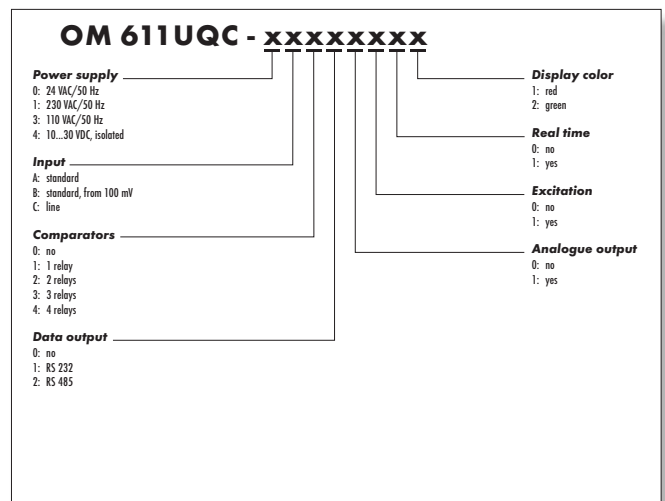 OM 611UQC - xxxxxxxx
Power supply
0: 24 VAC/50 Hz
1: 230 VAC/50 Hz
3: 110 VAC/50 Hz
4: 10...30 VDC, isolated
Input
A: standard
B: standard, from 100 mV
C: line
Comparators
0: no
1: 1 relay
2: 2 relays
3: 3 relays
4: 4 relays
Data output
0: no
1: RS 232
2: RS 485
Display color
1: red
2: green
Real time
0: no
1: yes
Excitation
0: no
1: yes
Analogue output
0: no
1: yes